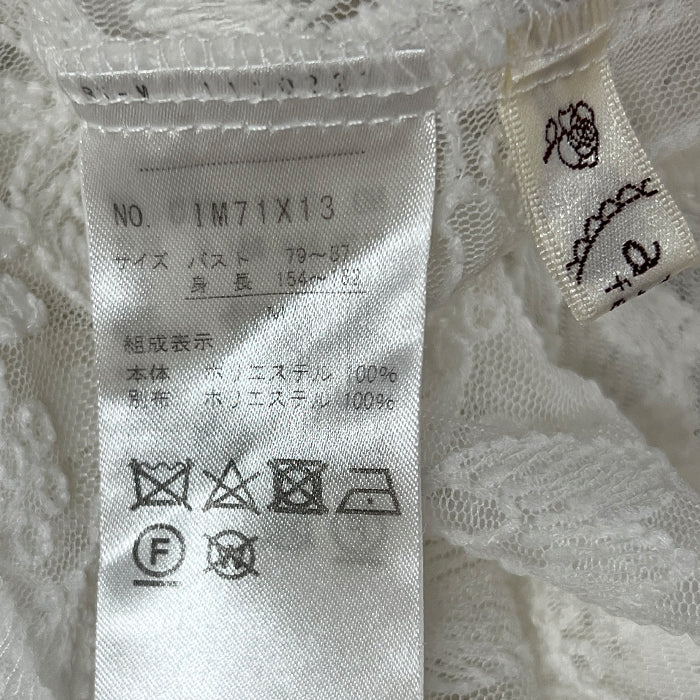 NO. IM71X13
サイズ バスト 79～87
身長 154～162
M
組成表示
本体 ポリエステル 100%
別布 ポリエステル 100%
F
W